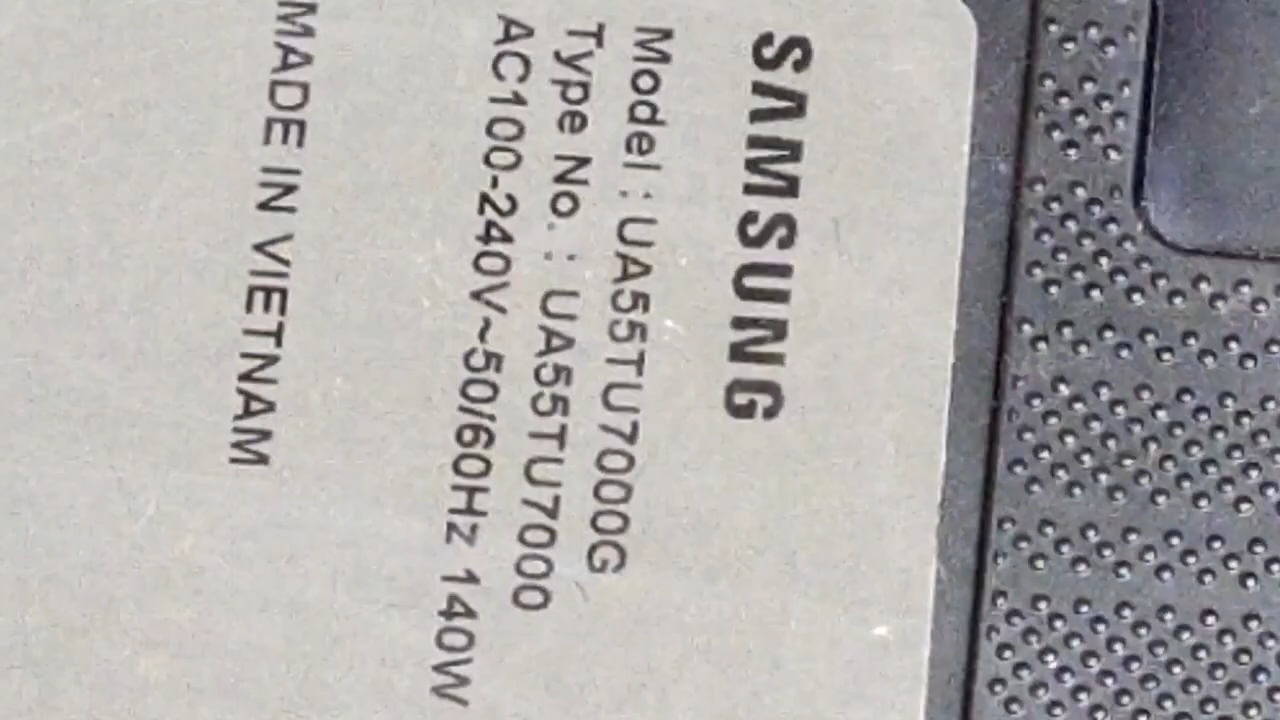 SAMSUNG
Model : UA55TU7000G
Type No. : UA55TU7000
AC100-240V~50/60Hz 140W
MADE IN VIETNAM